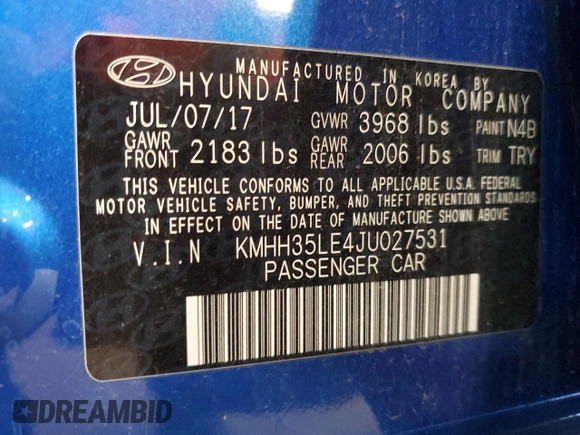 MANUFACTURED IN KOREA BY
HYUNDAI MOTOR COMPANY
JUL/07/17 GVWR 3968 lbs PAINT N4B
GAWR FRONT 2183 lbs GAWR REAR 2006 lbs TRIM TRY
THIS VEHICLE CONFORMS TO ALL APPLICABLE U.S.A. FEDERAL
MOTOR VEHICLE SAFETY, BUMPER, AND THEFT PREVENTION STANDARDS
IN EFFECT ON THE DATE OF MANUFACTURE SHOWN ABOVE
V.I.N KMHH35LE4JU027531
PASSENGER CAR
DREAMBID